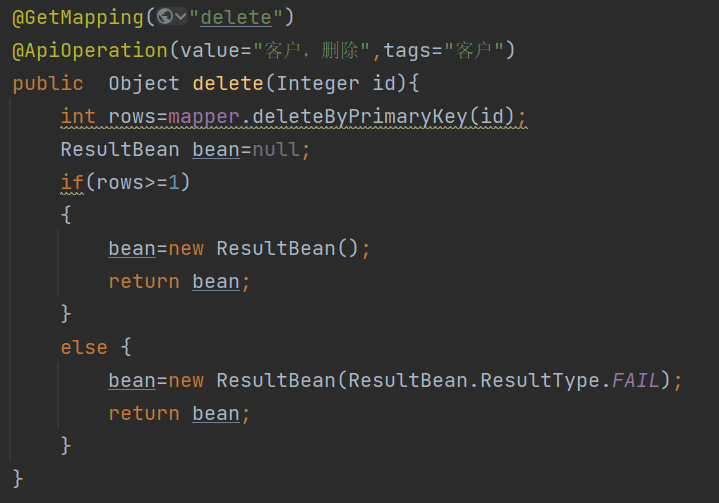 @GetMapping("delete")
@ApiOperation(value="客户，删除",tags="客户")
public  Object delete(Integer id){
    int rows=mapper.deleteByPrimaryKey(id);
    ResultBean bean=null;
    if(rows>=1)
    {
        bean=new ResultBean();
        return bean;
    }
    else {
        bean=new ResultBean(ResultBean.ResultType.FAIL);
        return bean;
    }
}